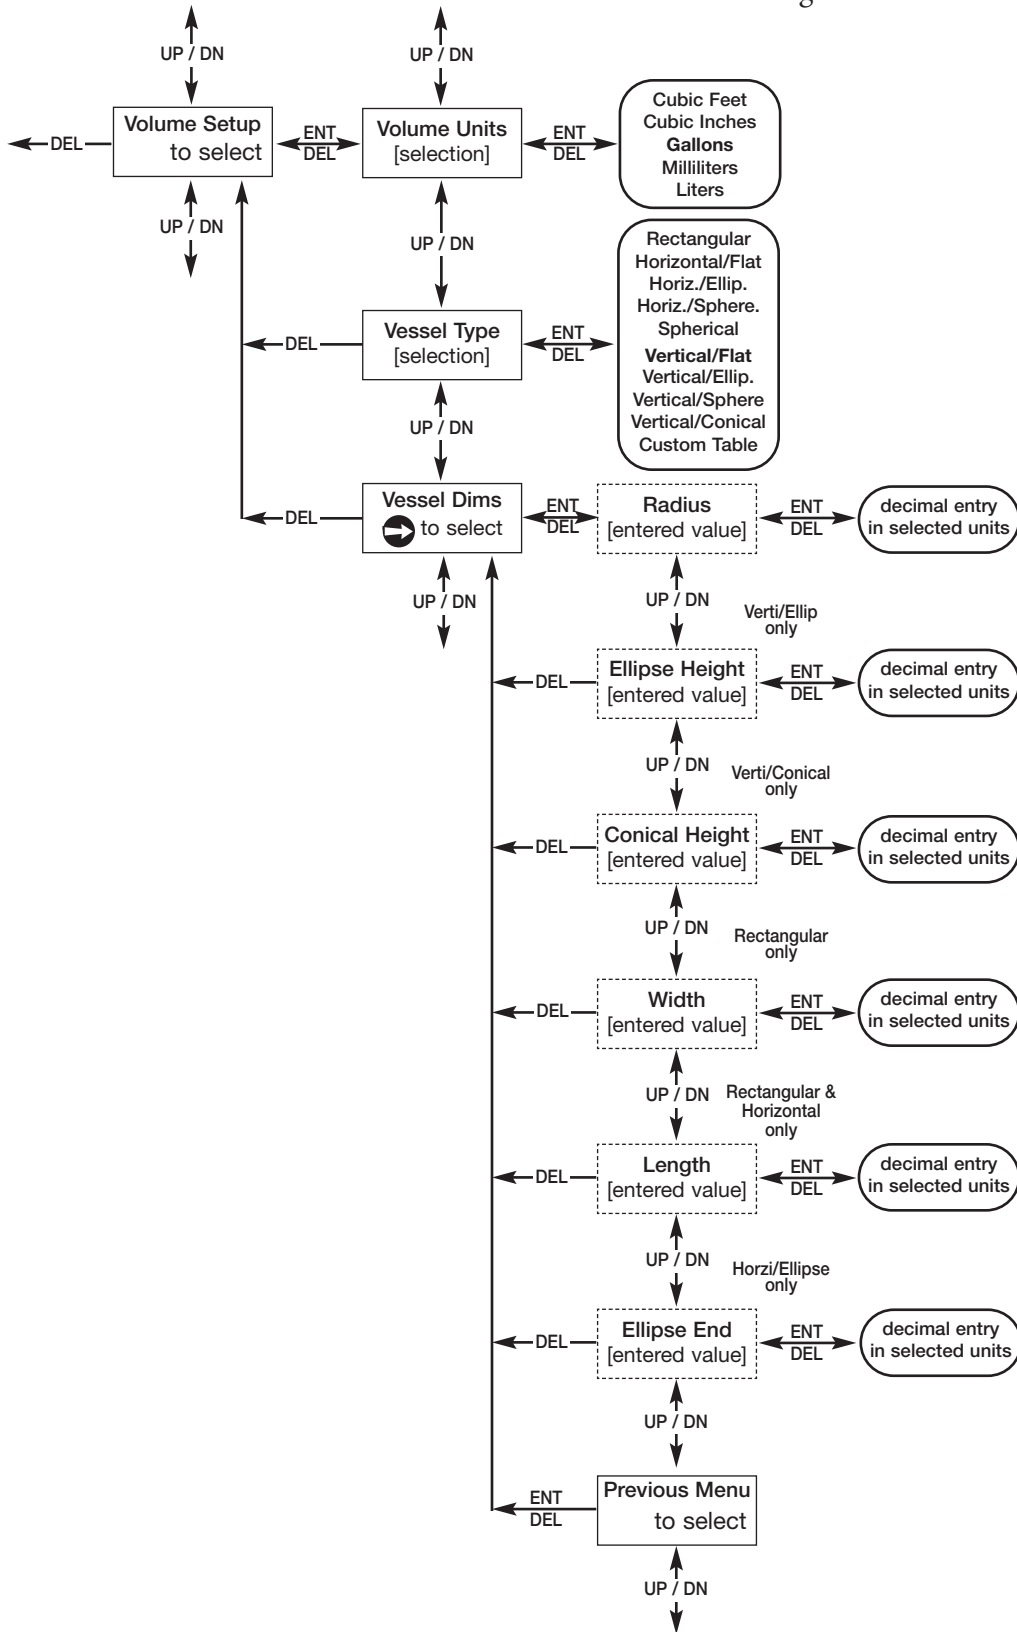 UP / DN
UP / DN
Volume Setup
to select
DEL
ENT
DEL
Volume Units
[selection]
ENT
DEL
Cubic Feet
Cubic Inches
Gallons
Milliliters
Liters
UP / DN
UP / DN
Rectangular
Horizontal/Flat
Horiz./Ellip.
Horiz./Sphere.
Spherical
Vertical/Flat
Vertical/Ellip.
Vertical/Sphere
Vertical/Conical
Custom Table
DEL
Vessel Type
[selection]
ENT
DEL
UP / DN
DEL
Vessel Dims
to select
ENT
DEL
Radius
[entered value]
ENT
DEL
decimal entry
in selected units
UP / DN
UP / DN
Verti/Ellip
only
DEL
Ellipse Height
[entered value]
ENT
DEL
decimal entry
in selected units
UP / DN
Verti/Conical
only
DEL
Conical Height
[entered value]
ENT
DEL
decimal entry
in selected units
UP / DN
Rectangular
only
DEL
Width
[entered value]
ENT
DEL
decimal entry
in selected units
UP / DN
Rectangular &
Horizontal
only
DEL
Length
[entered value]
ENT
DEL
decimal entry
in selected units
UP / DN
Horzi/Ellipse
only
DEL
Ellipse End
[entered value]
ENT
DEL
decimal entry
in selected units
UP / DN
ENT
DEL
Previous Menu
to select
UP / DN